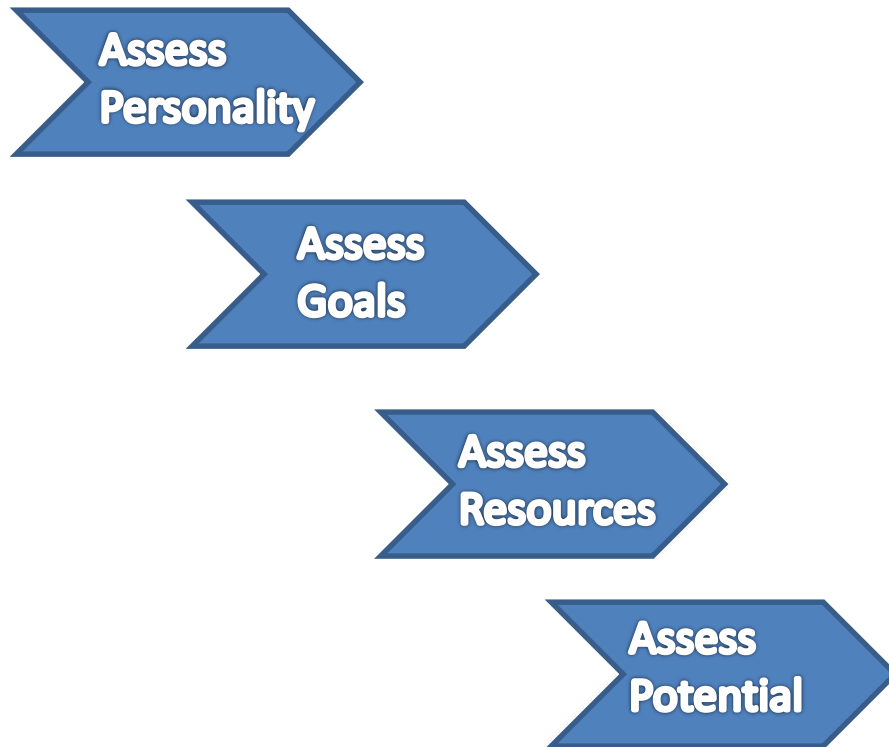 Assess
Personality
Assess
Goals
Assess
Resources
Assess
Potential